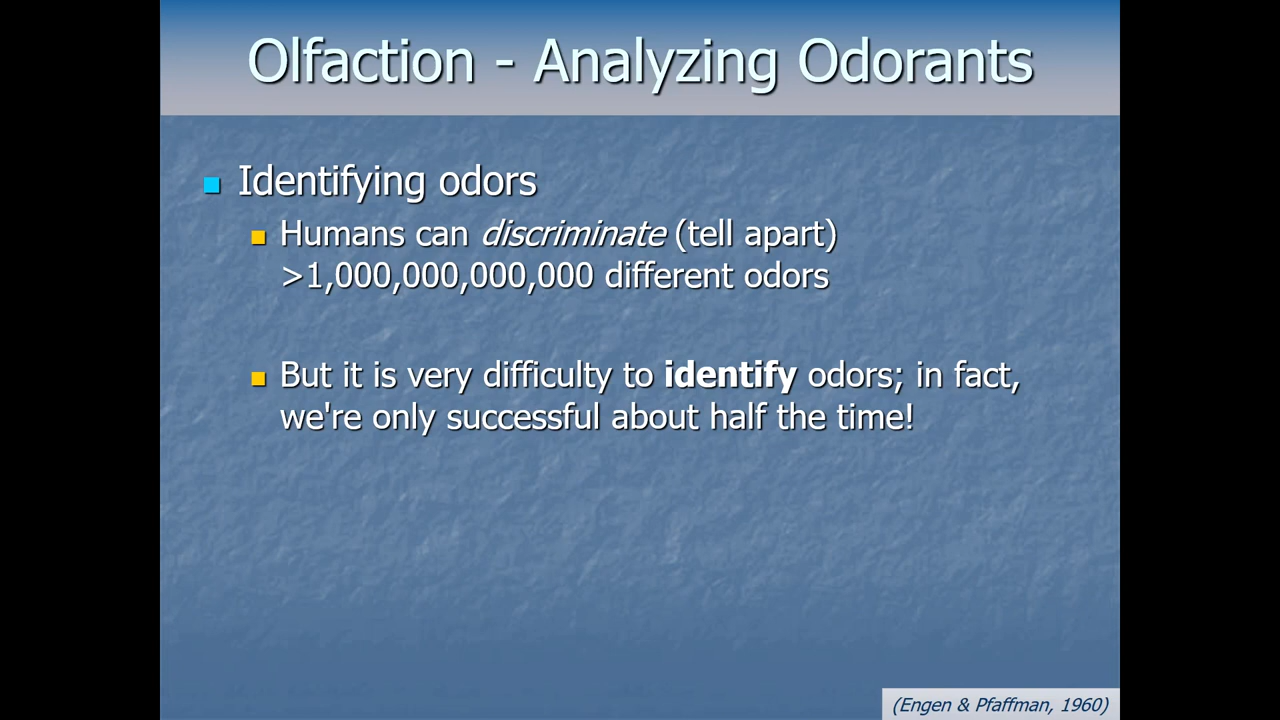 Olfaction - Analyzing Odorants
Identifying odors
Humans can discriminate (tell apart)
>1,000,000,000,000 different odors
But it is very difficulty to identify odors; in fact,
we're only successful about half the time!
(Engen & Pfaffman, 1960)